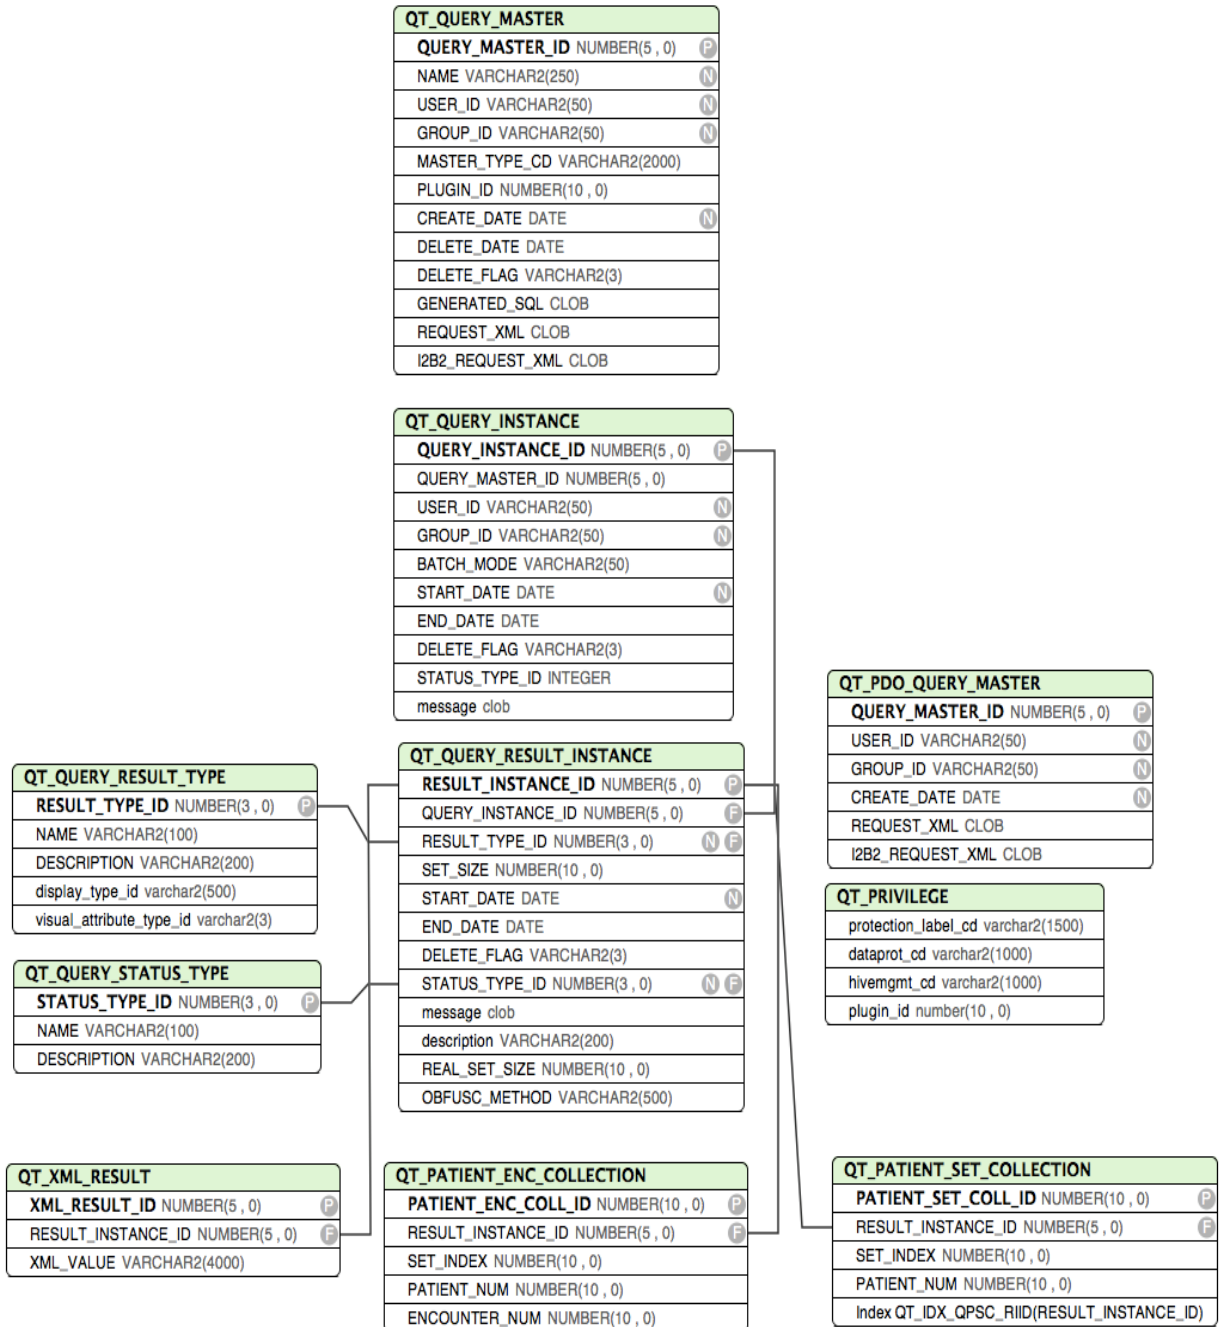 QT_QUERY_MASTER
QUERY_MASTER_ID NUMBER(5 , 0) P
NAME VARCHAR2(250) N
USER_ID VARCHAR2(50) N
GROUP_ID VARCHAR2(50) N
MASTER_TYPE_CD VARCHAR2(2000)
PLUGIN_ID NUMBER(10 , 0)
CREATE_DATE DATE N
DELETE_DATE DATE
DELETE_FLAG VARCHAR2(3)
GENERATED_SQL CLOB
REQUEST_XML CLOB
I2B2_REQUEST_XML CLOB
QT_QUERY_INSTANCE
QUERY_INSTANCE_ID NUMBER(5 , 0) P
QUERY_MASTER_ID NUMBER(5 , 0)
USER_ID VARCHAR2(50) N
GROUP_ID VARCHAR2(50) N
BATCH_MODE VARCHAR2(50)
START_DATE DATE N
END_DATE DATE
DELETE_FLAG VARCHAR2(3)
STATUS_TYPE_ID INTEGER
message clob
QT_PDO_QUERY_MASTER
QUERY_MASTER_ID NUMBER(5 , 0) P
USER_ID VARCHAR2(50) N
GROUP_ID VARCHAR2(50) N
CREATE_DATE DATE N
REQUEST_XML CLOB
I2B2_REQUEST_XML CLOB
QT_QUERY_RESULT_TYPE
RESULT_TYPE_ID NUMBER(3 , 0) P
NAME VARCHAR2(100)
DESCRIPTION VARCHAR2(200)
display_type_id varchar2(500)
visual_attribute_type_id varchar2(3)
QT_QUERY_RESULT_INSTANCE
RESULT_INSTANCE_ID NUMBER(5 , 0) P
QUERY_INSTANCE_ID NUMBER(5 , 0) F
RESULT_TYPE_ID NUMBER(3 , 0) N F
SET_SIZE NUMBER(10 , 0)
START_DATE DATE N
END_DATE DATE
DELETE_FLAG VARCHAR2(3)
STATUS_TYPE_ID NUMBER(3 , 0) N F
message clob
description VARCHAR2(200)
REAL_SET_SIZE NUMBER(10 , 0)
OBFUSC_METHOD VARCHAR2(500)
QT_PRIVILEGE
protection_label_cd varchar2(1500)
dataprot_cd varchar2(1000)
hivemgmt_cd varchar2(1000)
plugin_id number(10 , 0)
QT_QUERY_STATUS_TYPE
STATUS_TYPE_ID NUMBER(3 , 0) P
NAME VARCHAR2(100)
DESCRIPTION VARCHAR2(200)
QT_XML_RESULT
XML_RESULT_ID NUMBER(5 , 0) P
RESULT_INSTANCE_ID NUMBER(5 , 0) F
XML_VALUE VARCHAR2(4000)
QT_PATIENT_ENC_COLLECTION
PATIENT_ENC_COLL_ID NUMBER(10 , 0) P
RESULT_INSTANCE_ID NUMBER(5 , 0) F
SET_INDEX NUMBER(10 , 0)
PATIENT_NUM NUMBER(10 , 0)
ENCOUNTER_NUM NUMBER(10 , 0)
QT_PATIENT_SET_COLLECTION
PATIENT_SET_COLL_ID NUMBER(10 , 0) P
RESULT_INSTANCE_ID NUMBER(5 , 0) F
SET_INDEX NUMBER(10 , 0)
PATIENT_NUM NUMBER(10 , 0)
Index QT_IDX_QPSC_RIID(RESULT_INSTANCE_ID)